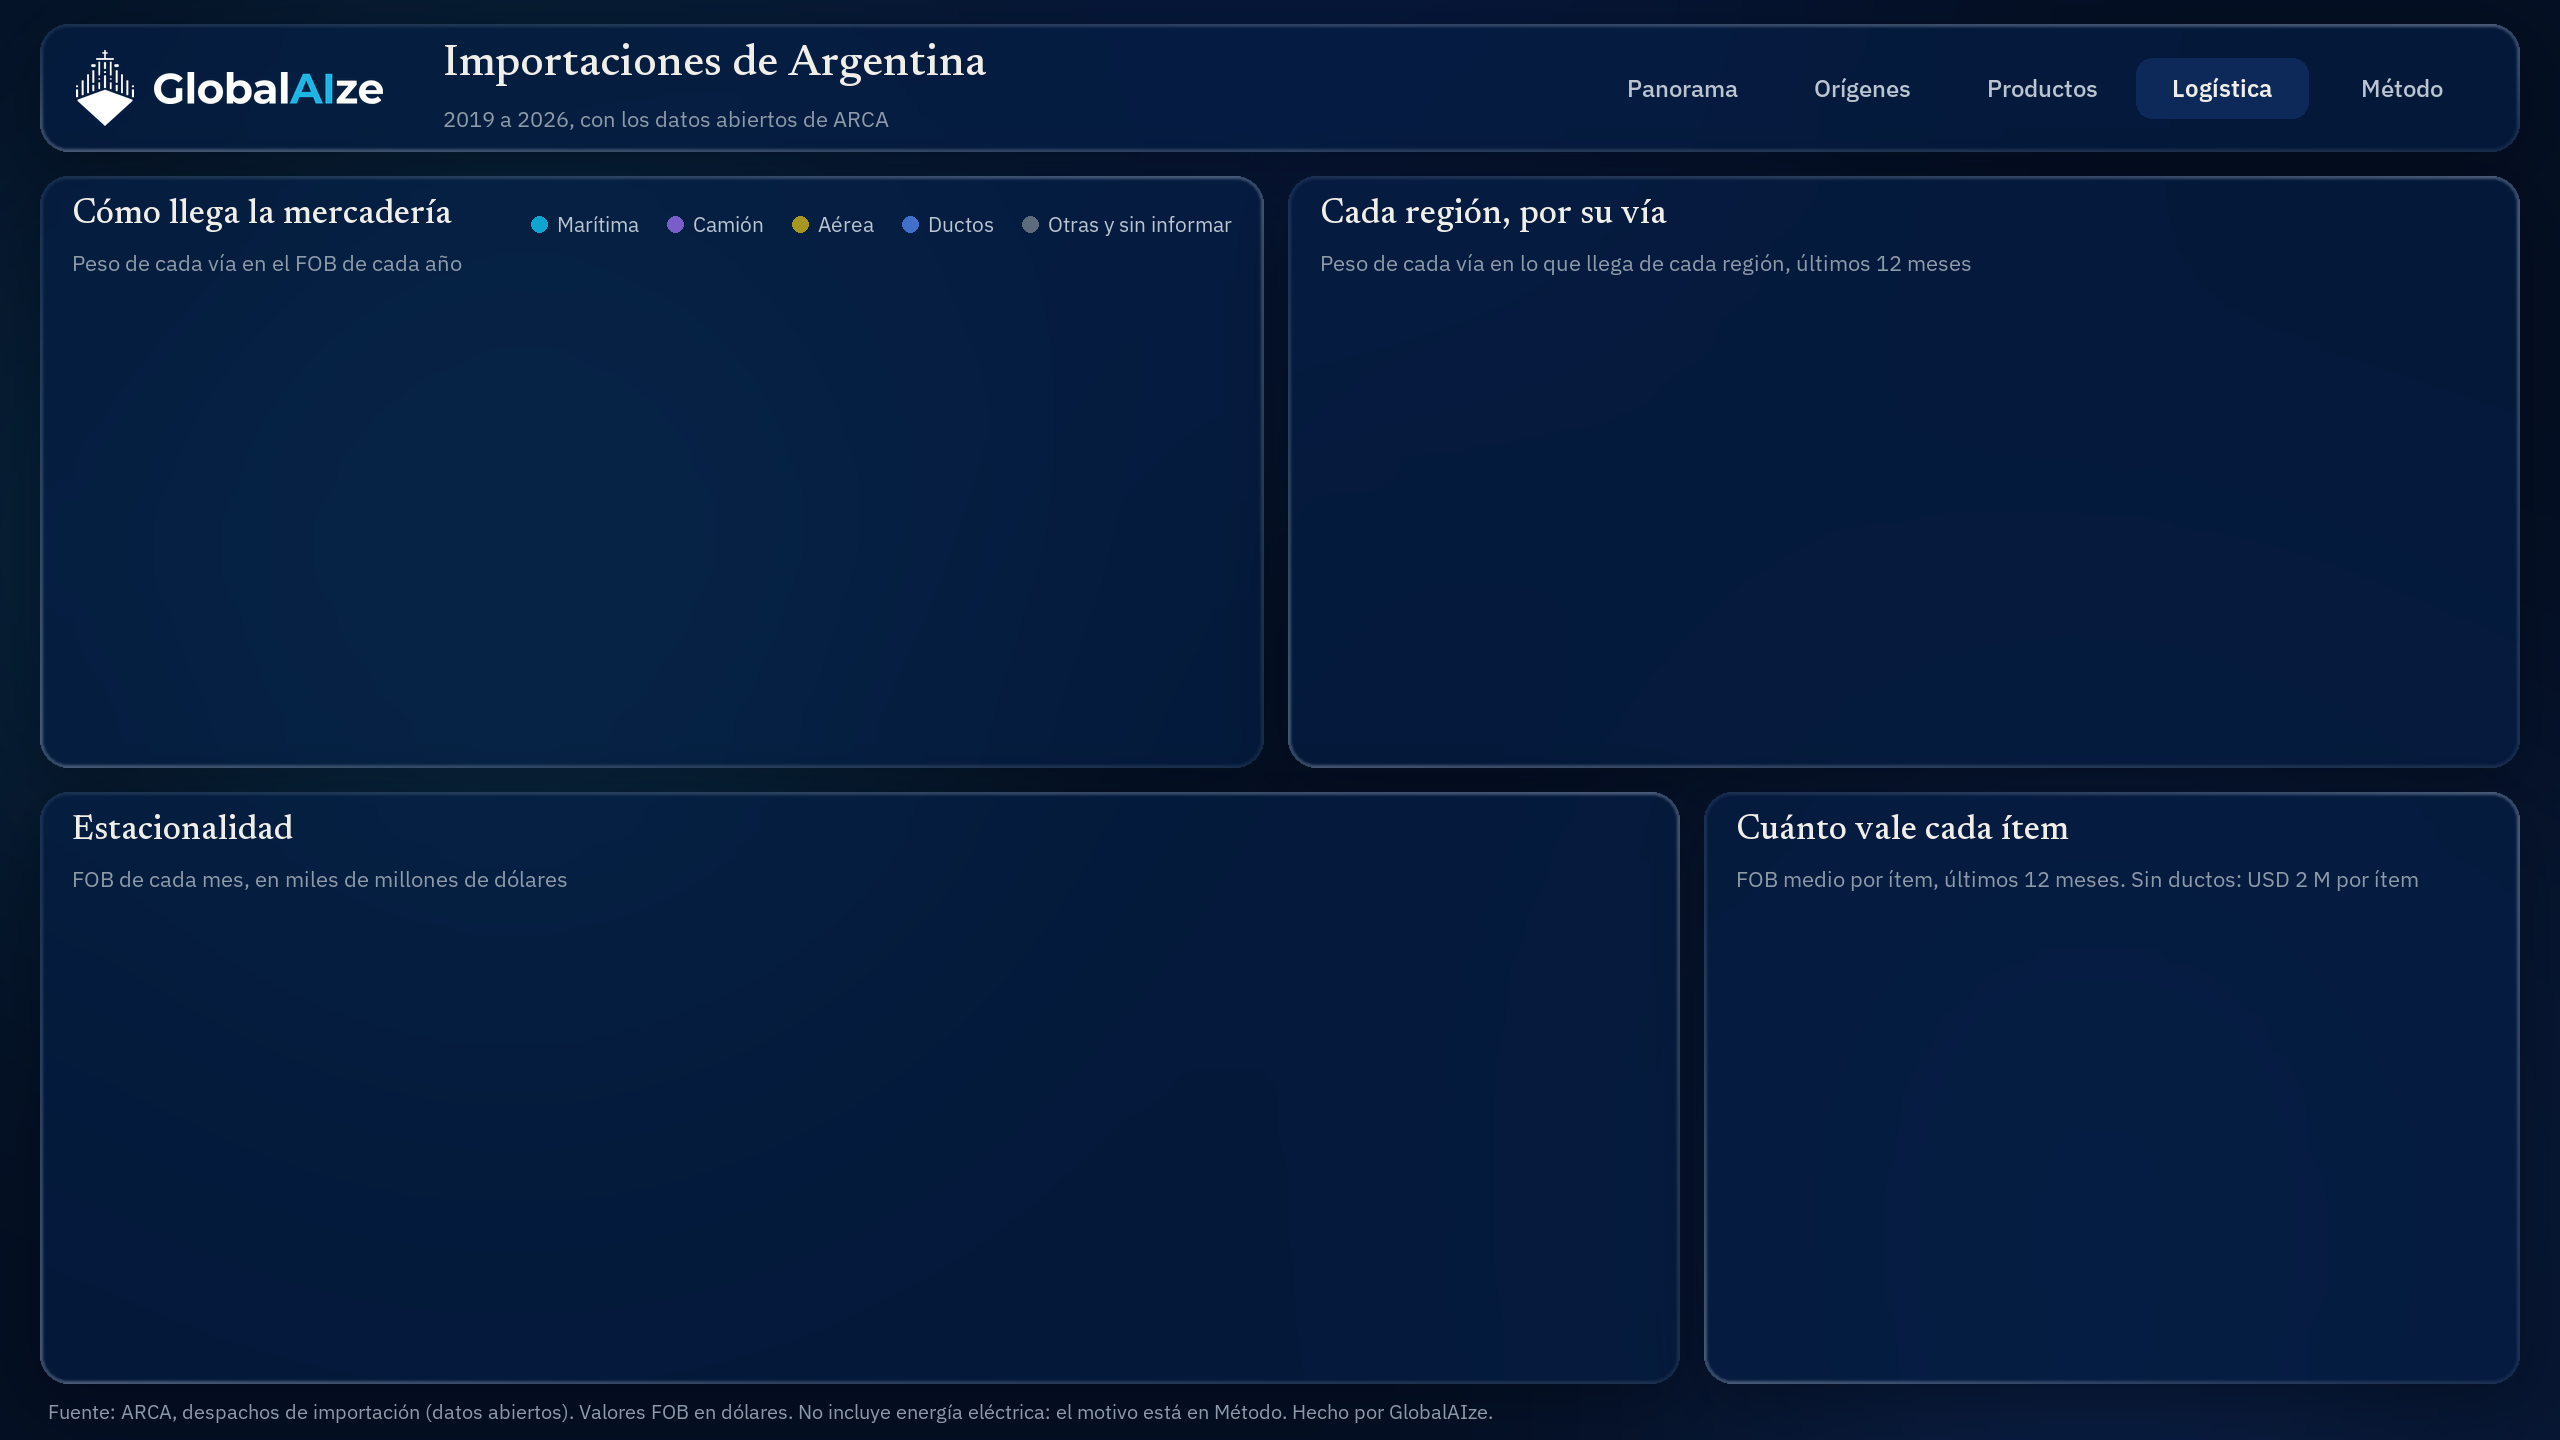 GlobalAIze
Importaciones de Argentina
2019 a 2026, con los datos abiertos de ARCA
Panorama
Orígenes
Productos
Logística
Método
Cómo llega la mercadería
Peso de cada vía en el FOB de cada año
Marítima
Camión
Aérea
Ductos
Otras y sin informar
Cada región, por su vía
Peso de cada vía en lo que llega de cada región, últimos 12 meses
Estacionalidad
FOB de cada mes, en miles de millones de dólares
Cuánto vale cada ítem
FOB medio por ítem, últimos 12 meses. Sin ductos: USD 2 M por ítem
Fuente: ARCA, despachos de importación (datos abiertos). Valores FOB en dólares. No incluye energía eléctrica: el motivo está en Método. Hecho por GlobalAIze.